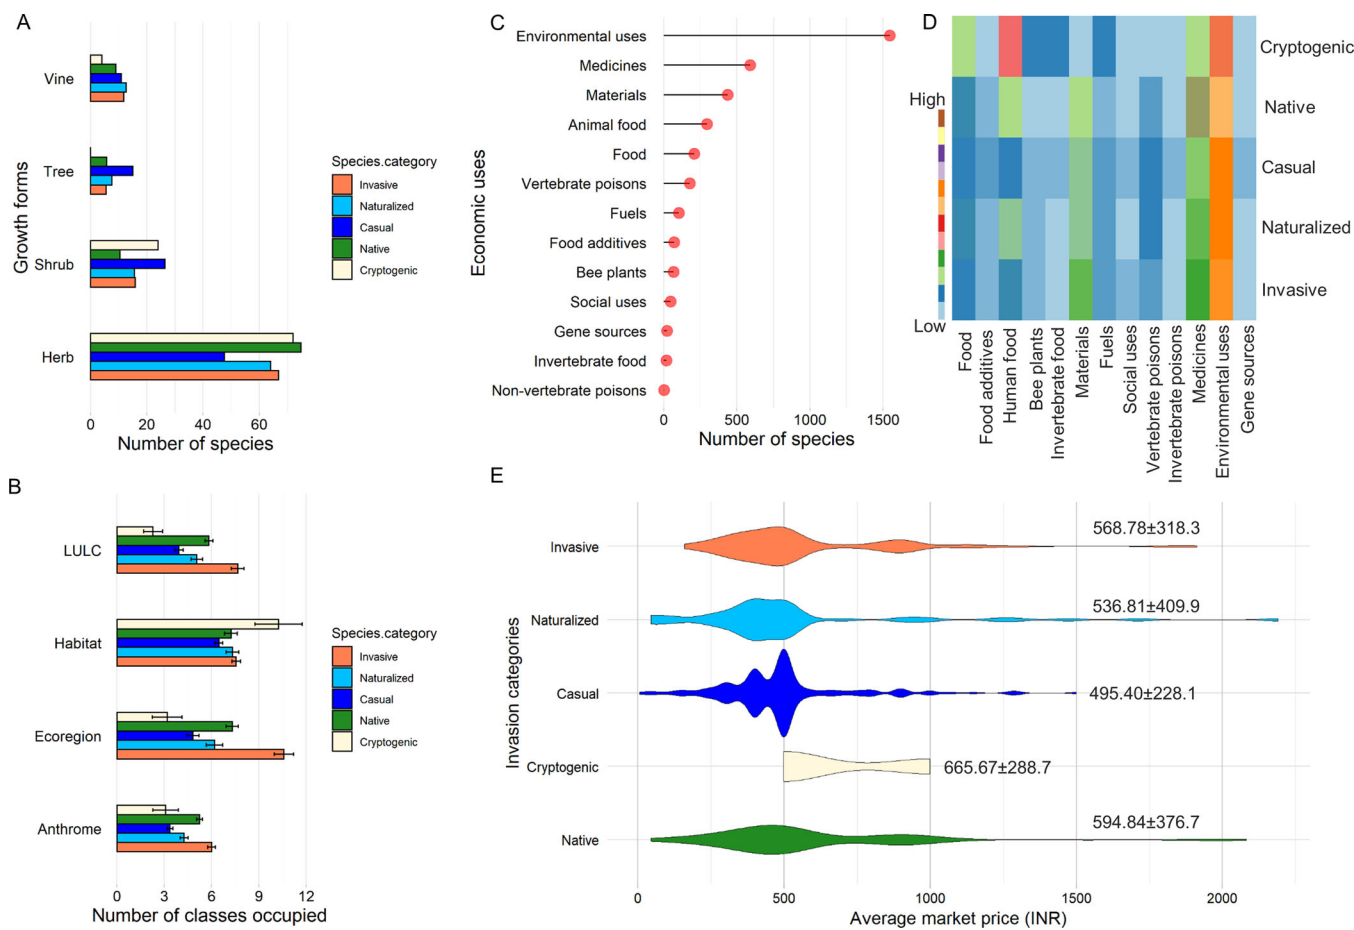 A
Growth forms
Vine
Tree
Shrub
Herb
0
20
40
60
Number of species
Species.category
Invasive
Naturalized
Casual
Native
Cryptogenic
B
LULC
Habitat
Ecoregion
Anthrome
0
3
6
9
12
Number of classes occupied
Species.category
Invasive
Naturalized
Casual
Native
Cryptogenic
C
Economic uses
Environmental uses
Medicines
Materials
Animal food
Food
Vertebrate poisons
Fuels
Food additives
Bee plants
Social uses
Gene sources
Invertebrate food
Non-vertebrate poisons
0
500
1000
1500
Number of species
D
High
Low
Cryptogenic
Native
Casual
Naturalized
Invasive
Food
Food additives
Human food
Bee plants
Invertebrate food
Materials
Fuels
Social uses
Vertebrate poisons
Invertebrate poisons
Medicines
Environmental uses
Gene sources
E
Invasion categories
Invasive
568.78±318.3
Naturalized
536.81±409.9
Casual
495.40±228.1
Cryptogenic
665.67±288.7
Native
594.84±376.7
0
500
1000
1500
2000
Average market price (INR)